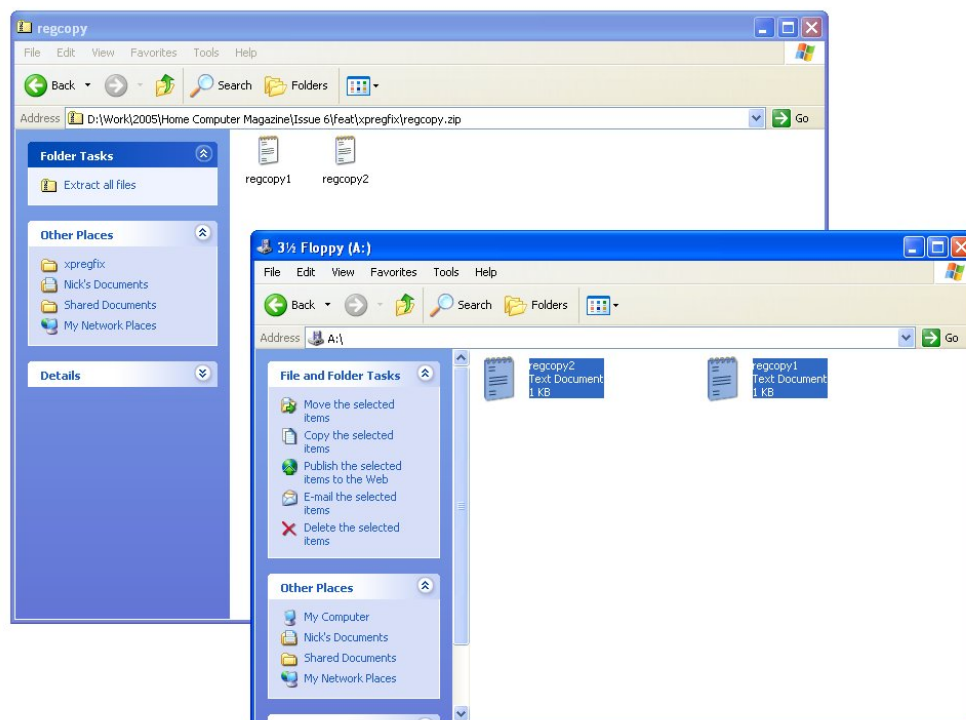 regcopy
File Edit View Favorites Tools Help
Back Search Folders
Address D:\Work\2005\Home Computer Magazine\Issue 6\feat\xpregfix\regcopy.zip Go
Folder Tasks
Extract all files
Other Places
xpregfix
Nick's Documents
Shared Documents
My Network Places
Details
regcopy1 regcopy2
3½ Floppy (A:)
File Edit View Favorites Tools Help
Back Search Folders
Address A:\ Go
File and Folder Tasks
Move the selected
items
Copy the selected
items
Publish the selected
items to the Web
E-mail the selected
items
Delete the selected
items
Other Places
My Computer
Nick's Documents
Shared Documents
My Network Places
regcopy2
Text Document
1 KB
regcopy1
Text Document
1 KB